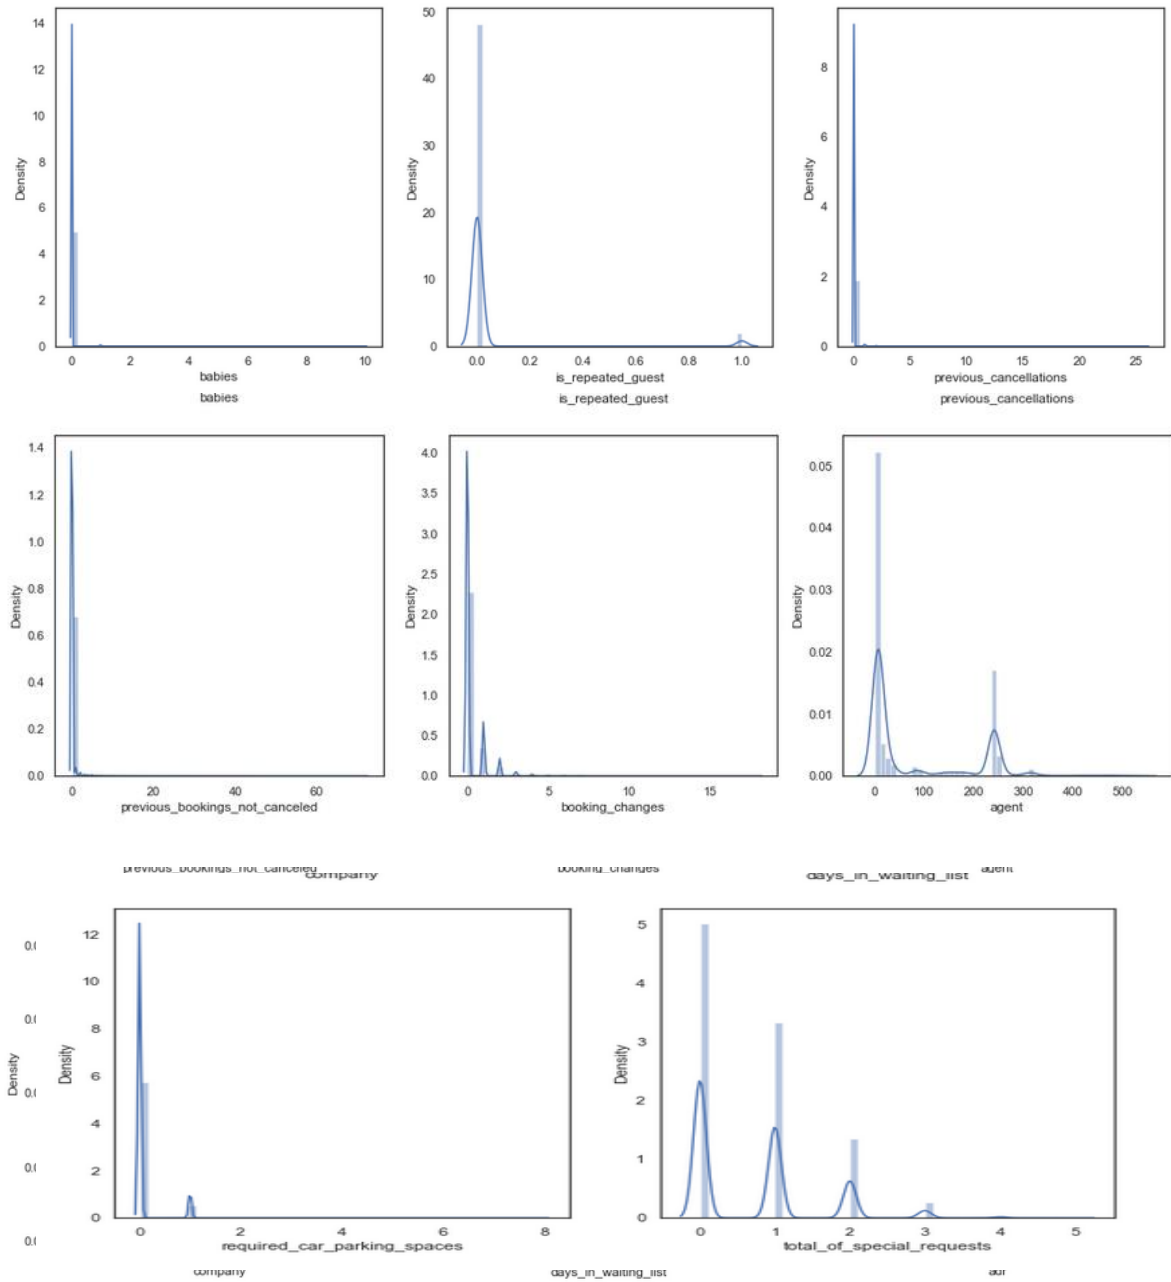 14
12
10
8
6
4
2
0
Density
0 2 4 6 8 10
babies
babies
50
40
30
20
10
0
Density
0.0 0.2 0.4 0.6 0.8 1.0
is_repeated_guest
is_repeated_guest
8
6
4
2
0
Density
0 5 10 15 20 25
previous_cancellations
previous_cancellations
1.4
1.2
1.0
0.8
0.6
0.4
0.2
0.0
Density
0 20 40 60
previous_bookings_not_canceled
4.0
3.5
3.0
2.5
2.0
1.5
1.0
0.5
0.0
Density
0 5 10 15
booking_changes
0.05
0.04
0.03
0.02
0.01
0.00
Density
0 100 200 300 400 500
agent
previous_bookings_not_canceled booking_changes agent
company days_in_waiting_list
Density
12
10
8
6
4
2
0
Density
0 2 4 6 8
required_car_parking_spaces
5
4
3
2
1
0
Density
0 1 2 3 4 5
total_of_special_requests
company days_in_waiting_list adr